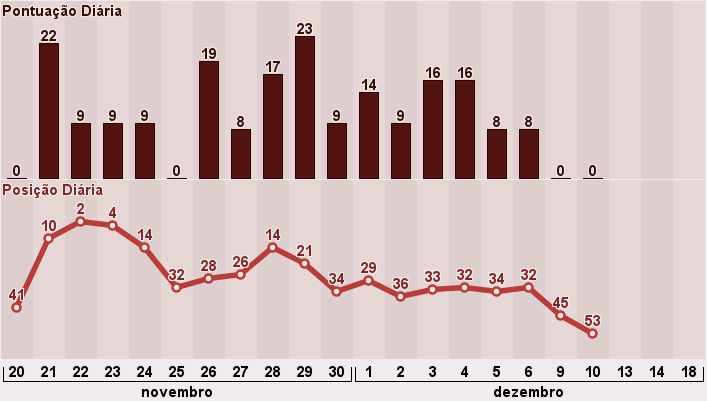 Pontuação Diária
0 22 9 9 9 0 19 8 17 23 9 14 9 16 16 8 8 0 0
Posição Diária
41 10 2 4 14 32 28 26 14 21 34 29 36 33 32 34 32 45 53
20 21 22 23 24 25 26 27 28 29 30 1 2 3 4 5 6 9 10 13 14 18
novembro dezembro